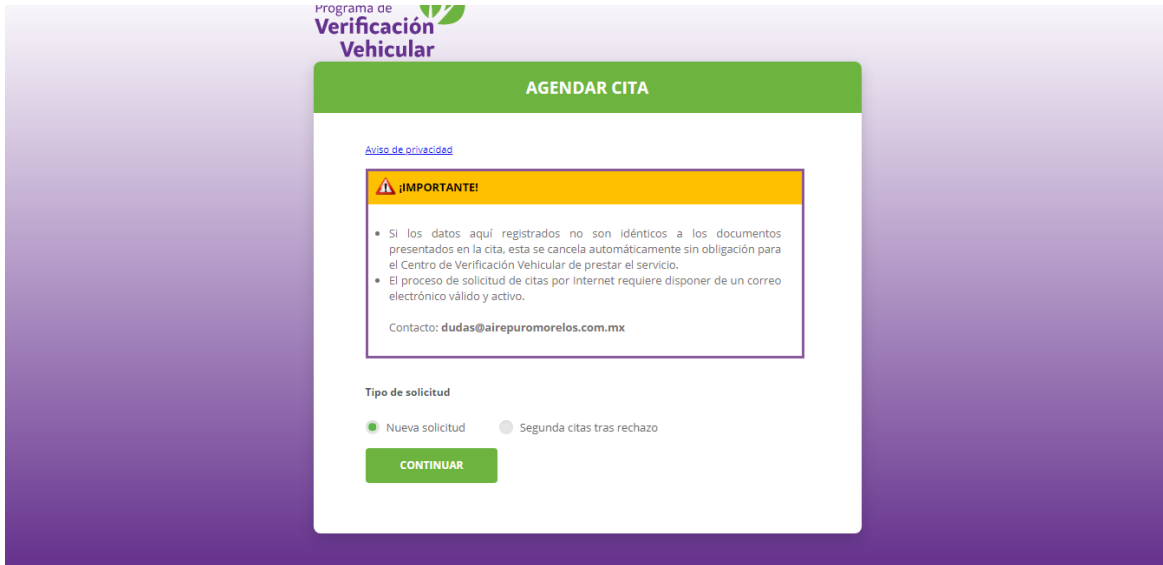 Programa de
Verificación
Vehicular
AGENDAR CITA
Aviso de privacidad
¡IMPORTANTE!
• Si los datos aquí registrados no son idénticos a los documentos
presentados en la cita, esta se cancela automáticamente sin obligación para
el Centro de Verificación Vehicular de prestar el servicio.
• El proceso de solicitud de citas por Internet requiere disponer de un correo
electrónico válido y activo.
Contacto: dudas@airepuromorelos.com.mx
Tipo de solicitud
Nueva solicitud Segunda citas tras rechazo
CONTINUAR